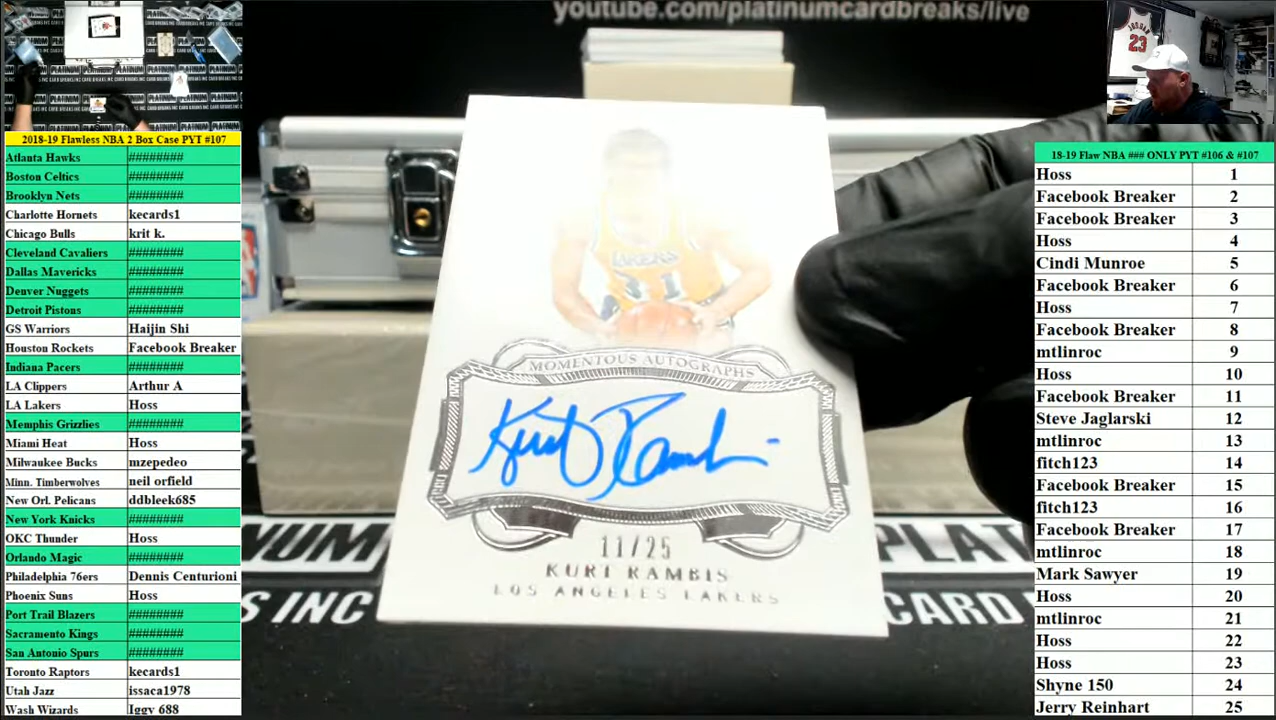 youtube.com/platinumcardbreaks/live
JORDAN
23
2018-19 Flawless NBA 2 Box Case PYT #107
Atlanta Hawks ########
Boston Celtics ########
Brooklyn Nets ########
Charlotte Hornets kecards1
Chicago Bulls krit k.
Cleveland Cavaliers ########
Dallas Mavericks ########
Denver Nuggets ########
Detroit Pistons ########
GS Warriors Haijin Shi
Houston Rockets Facebook Breaker
Indiana Pacers ########
LA Clippers Arthur A
LA Lakers Hoss
Memphis Grizzlies ########
Miami Heat Hoss
Milwaukee Bucks mzepedeo
Minn. Timberwolves neil orfield
New Orl. Pelicans ddbleek685
New York Knicks ########
OKC Thunder Hoss
Orlando Magic ########
Philadelphia 76ers Dennis Centurioni
Phoenix Suns Hoss
Port Trail Blazers ########
Sacramento Kings ########
San Antonio Spurs ########
Toronto Raptors kecards1
Utah Jazz issaca1978
Wash Wizards Iggy 688
LAKERS
31
MOMENTOUS AUTOGRAPHS
Kurt Rambis
11/25
KURT RAMBIS
LOS ANGELES LAKERS
18-19 Flaw NBA ### ONLY PYT #106 & #107
Hoss 1
Facebook Breaker 2
Facebook Breaker 3
Hoss 4
Cindi Munroe 5
Facebook Breaker 6
Hoss 7
Facebook Breaker 8
mtlinroc 9
Hoss 10
Facebook Breaker 11
Steve Jaglarski 12
mtlinroc 13
fitch123 14
Facebook Breaker 15
fitch123 16
Facebook Breaker 17
mtlinroc 18
Mark Sawyer 19
Hoss 20
mtlinroc 21
Hoss 22
Hoss 23
Shyne 150 24
Jerry Reinhart 25